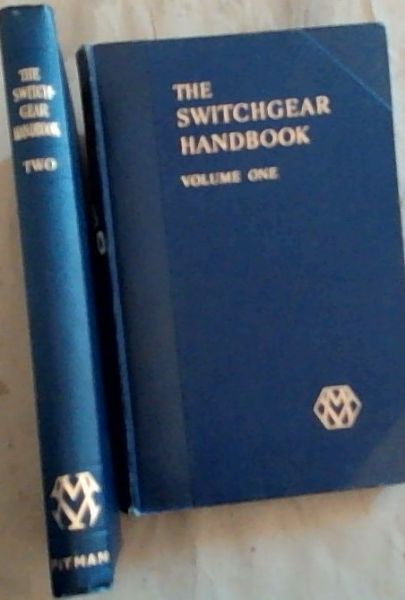 THE
SWITCH-
GEAR
HANDBOOK
TWO
PITMAN
THE
SWITCHGEAR
HANDBOOK
VOLUME ONE